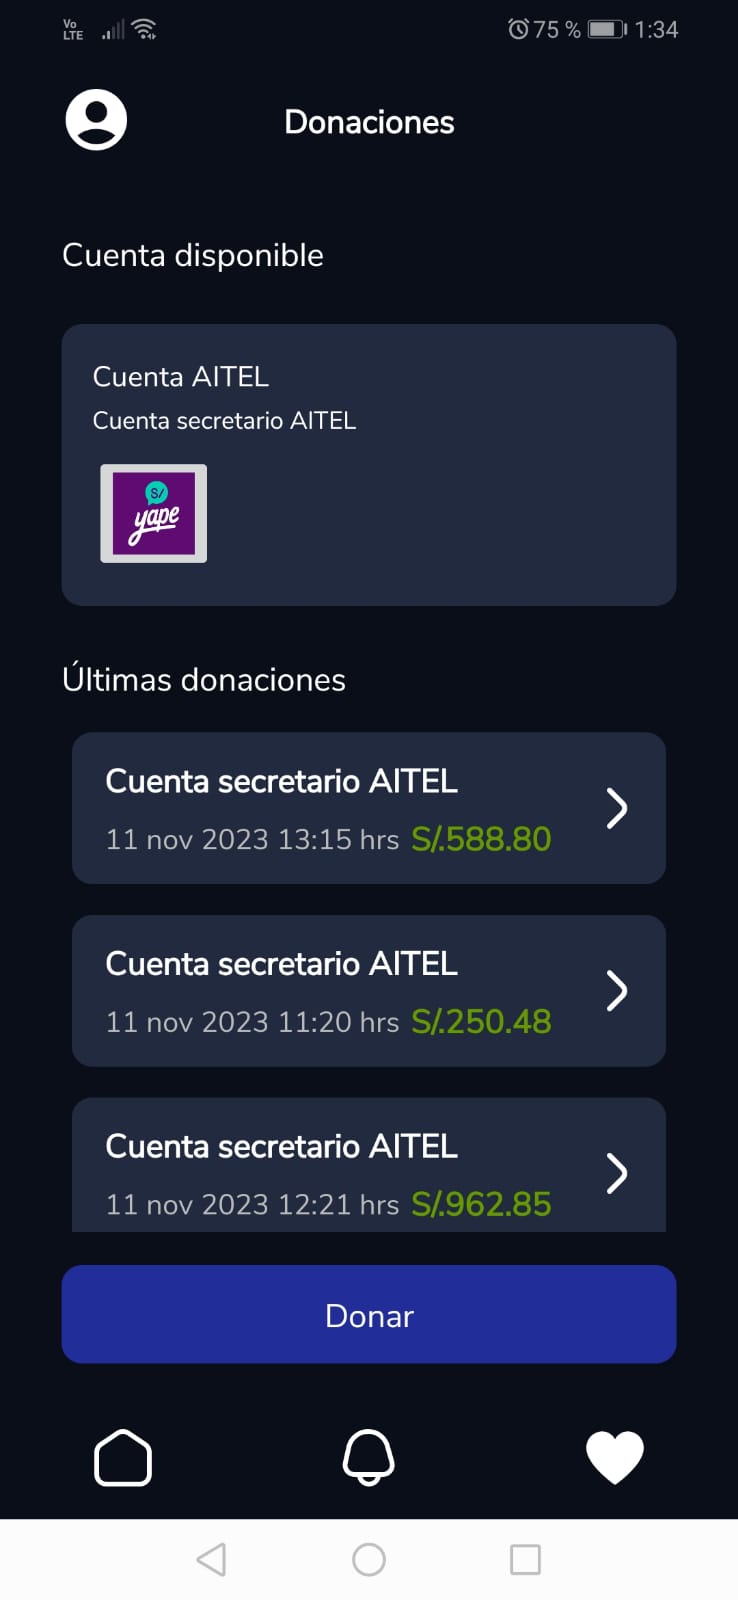 Vo
LTE
75 %
1:34
Donaciones
Cuenta disponible
Cuenta AITEL
Cuenta secretario AITEL
S/
yape
Últimas donaciones
Cuenta secretario AITEL
11 nov 2023 13:15 hrs S/.588.80
Cuenta secretario AITEL
11 nov 2023 11:20 hrs S/.250.48
Cuenta secretario AITEL
11 nov 2023 12:21 hrs S/.962.85
Donar